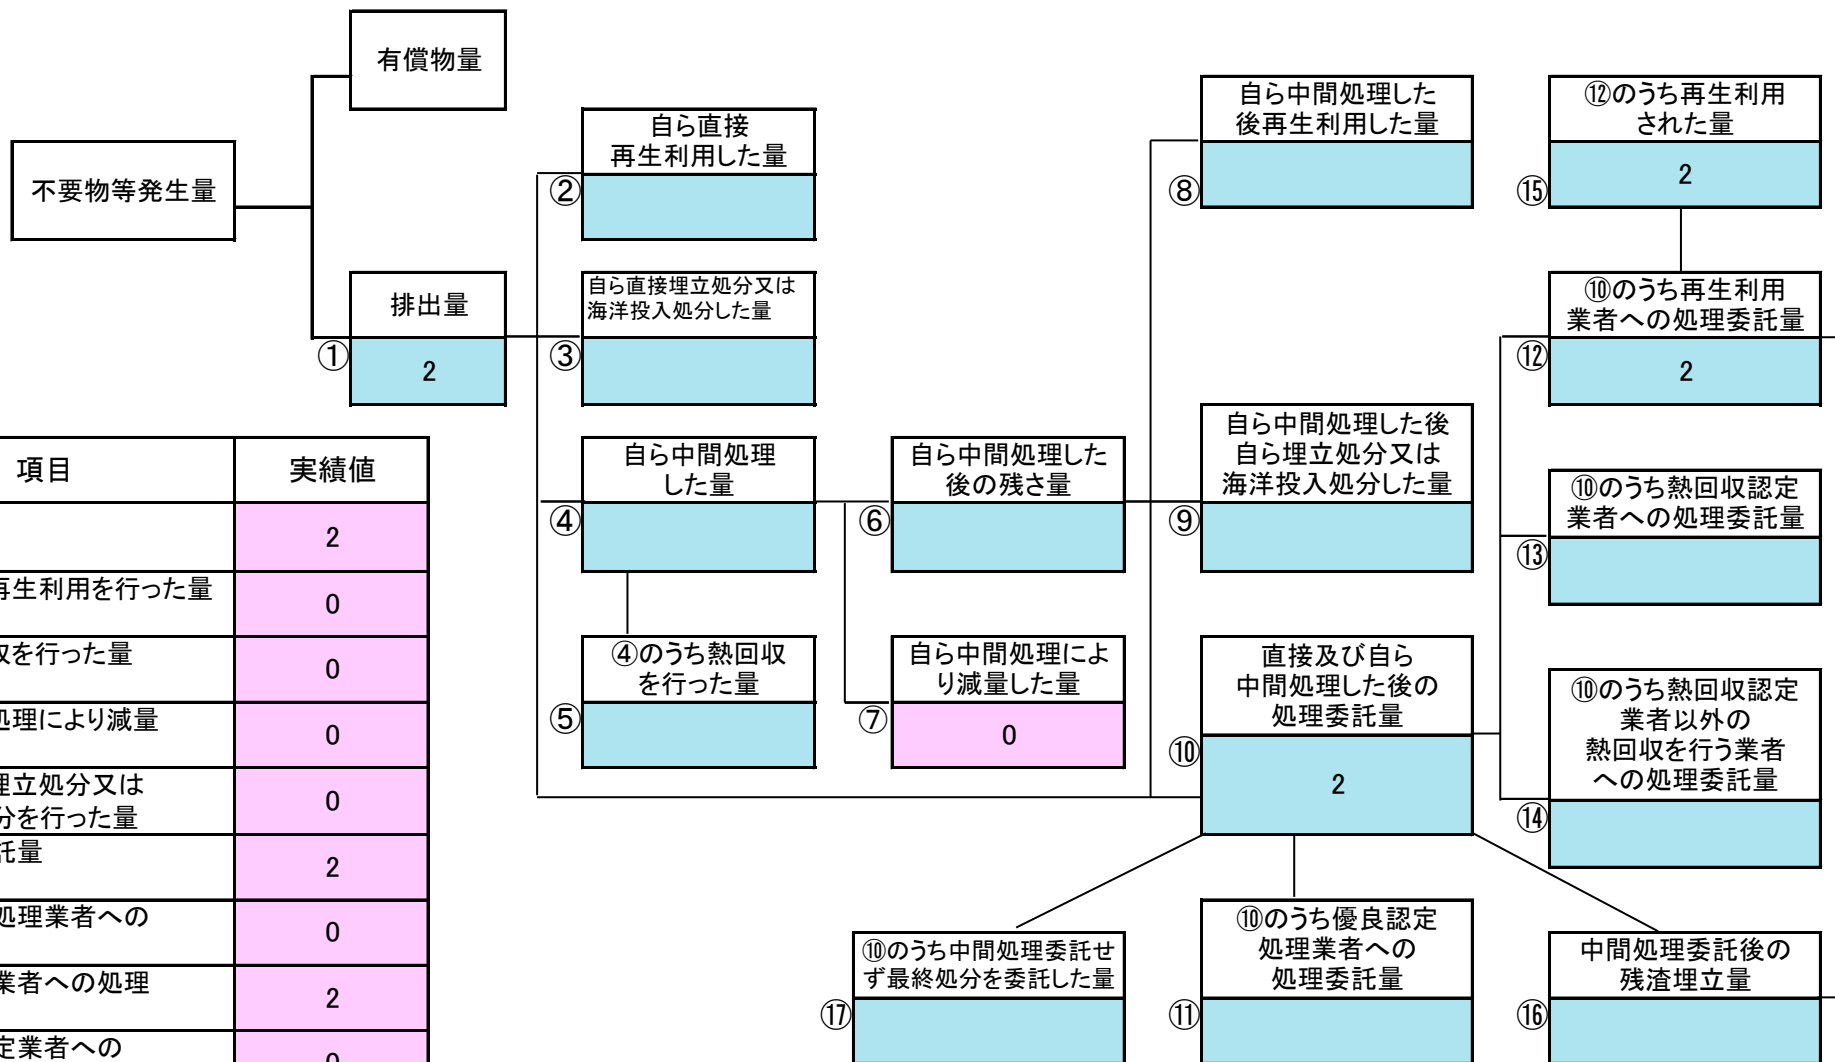 有償物量
不要物等発生量
排出量
①
2
自ら直接
再生利用した量
②
自ら直接埋立処分又は
海洋投入処分した量
③
自ら中間処理
した量
④
④のうち熱回収
を行った量
⑤
自ら中間処理した
後の残さ量
⑥
自ら中間処理によ
り減量した量
⑦
0
自ら中間処理した
後再生利用した量
⑧
自ら中間処理した後
自ら埋立処分又は
海洋投入処分した量
⑨
直接及び自ら
中間処理した後の
処理委託量
⑩
2
⑫のうち再生利用
された量
⑮
2
⑩のうち再生利用
業者への処理委託量
⑫
2
⑩のうち熱回収認定
業者への処理委託量
⑬
⑩のうち熱回収認定
業者以外の
熱回収を行う業者
への処理委託量
⑭
⑩のうち中間処理委託せ
ず最終処分を委託した量
⑰
⑩のうち優良認定
処理業者への
処理委託量
⑪
中間処理委託後の
残渣埋立量
⑯
項目 実績値
2
再生利用を行った量
0
収を行った量
0
処理により減量
0
埋立処分又は
分を行った量
0
託量
2
処理業者への
0
業者への処理
2
定業者への
0